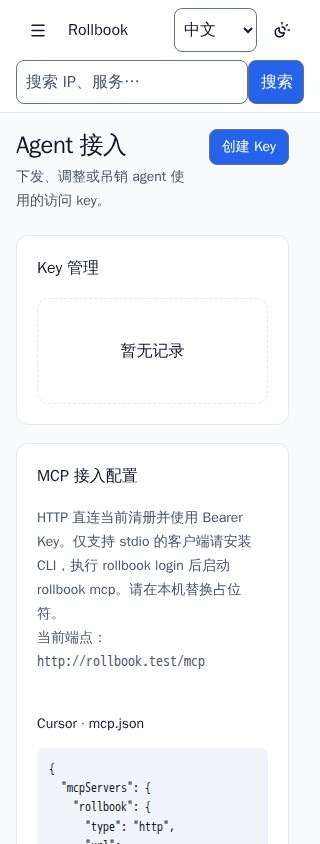 Rollbook
中文
搜索 IP、服务…
搜索
Agent 接入
创建 Key
下发、调整或吊销 agent 使
用的访问 key。
Key 管理
暂无记录
MCP 接入配置
HTTP 直连当前清册并使用 Bearer
Key。仅支持 stdio 的客户端请安装
CLI，执行 rollbook login 后启动
rollbook mcp。请在本机替换占位
符。
当前端点：
http://rollbook.test/mcp
Cursor · mcp.json
{
"mcpServers": {
"rollbook": {
"type": "http",